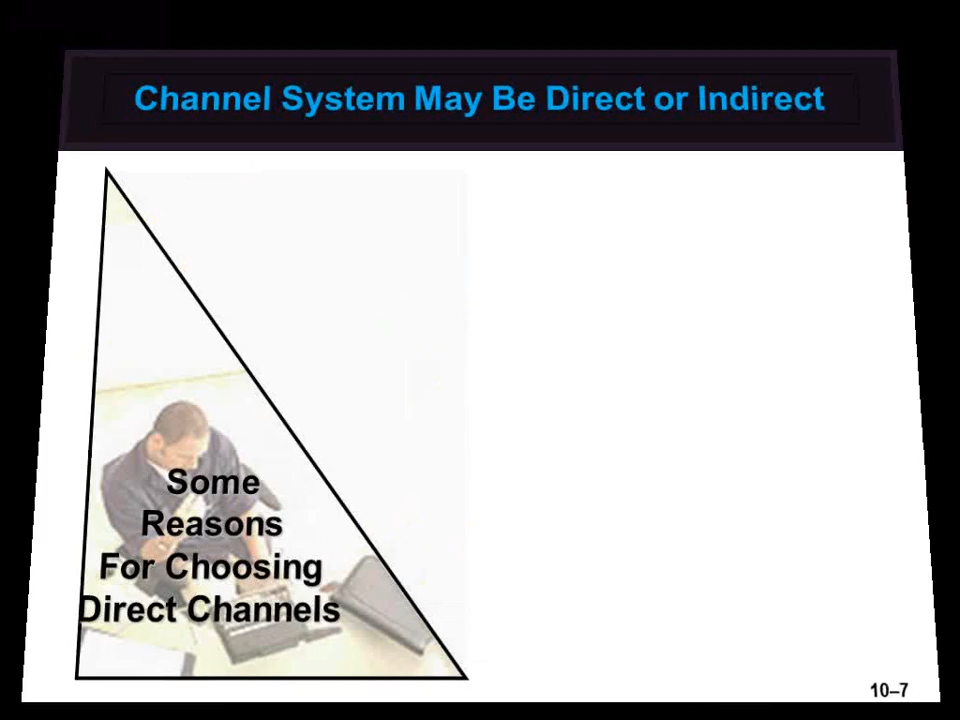 Channel System May Be Direct or Indirect
Some
Reasons
For Choosing
Direct Channels
10–7